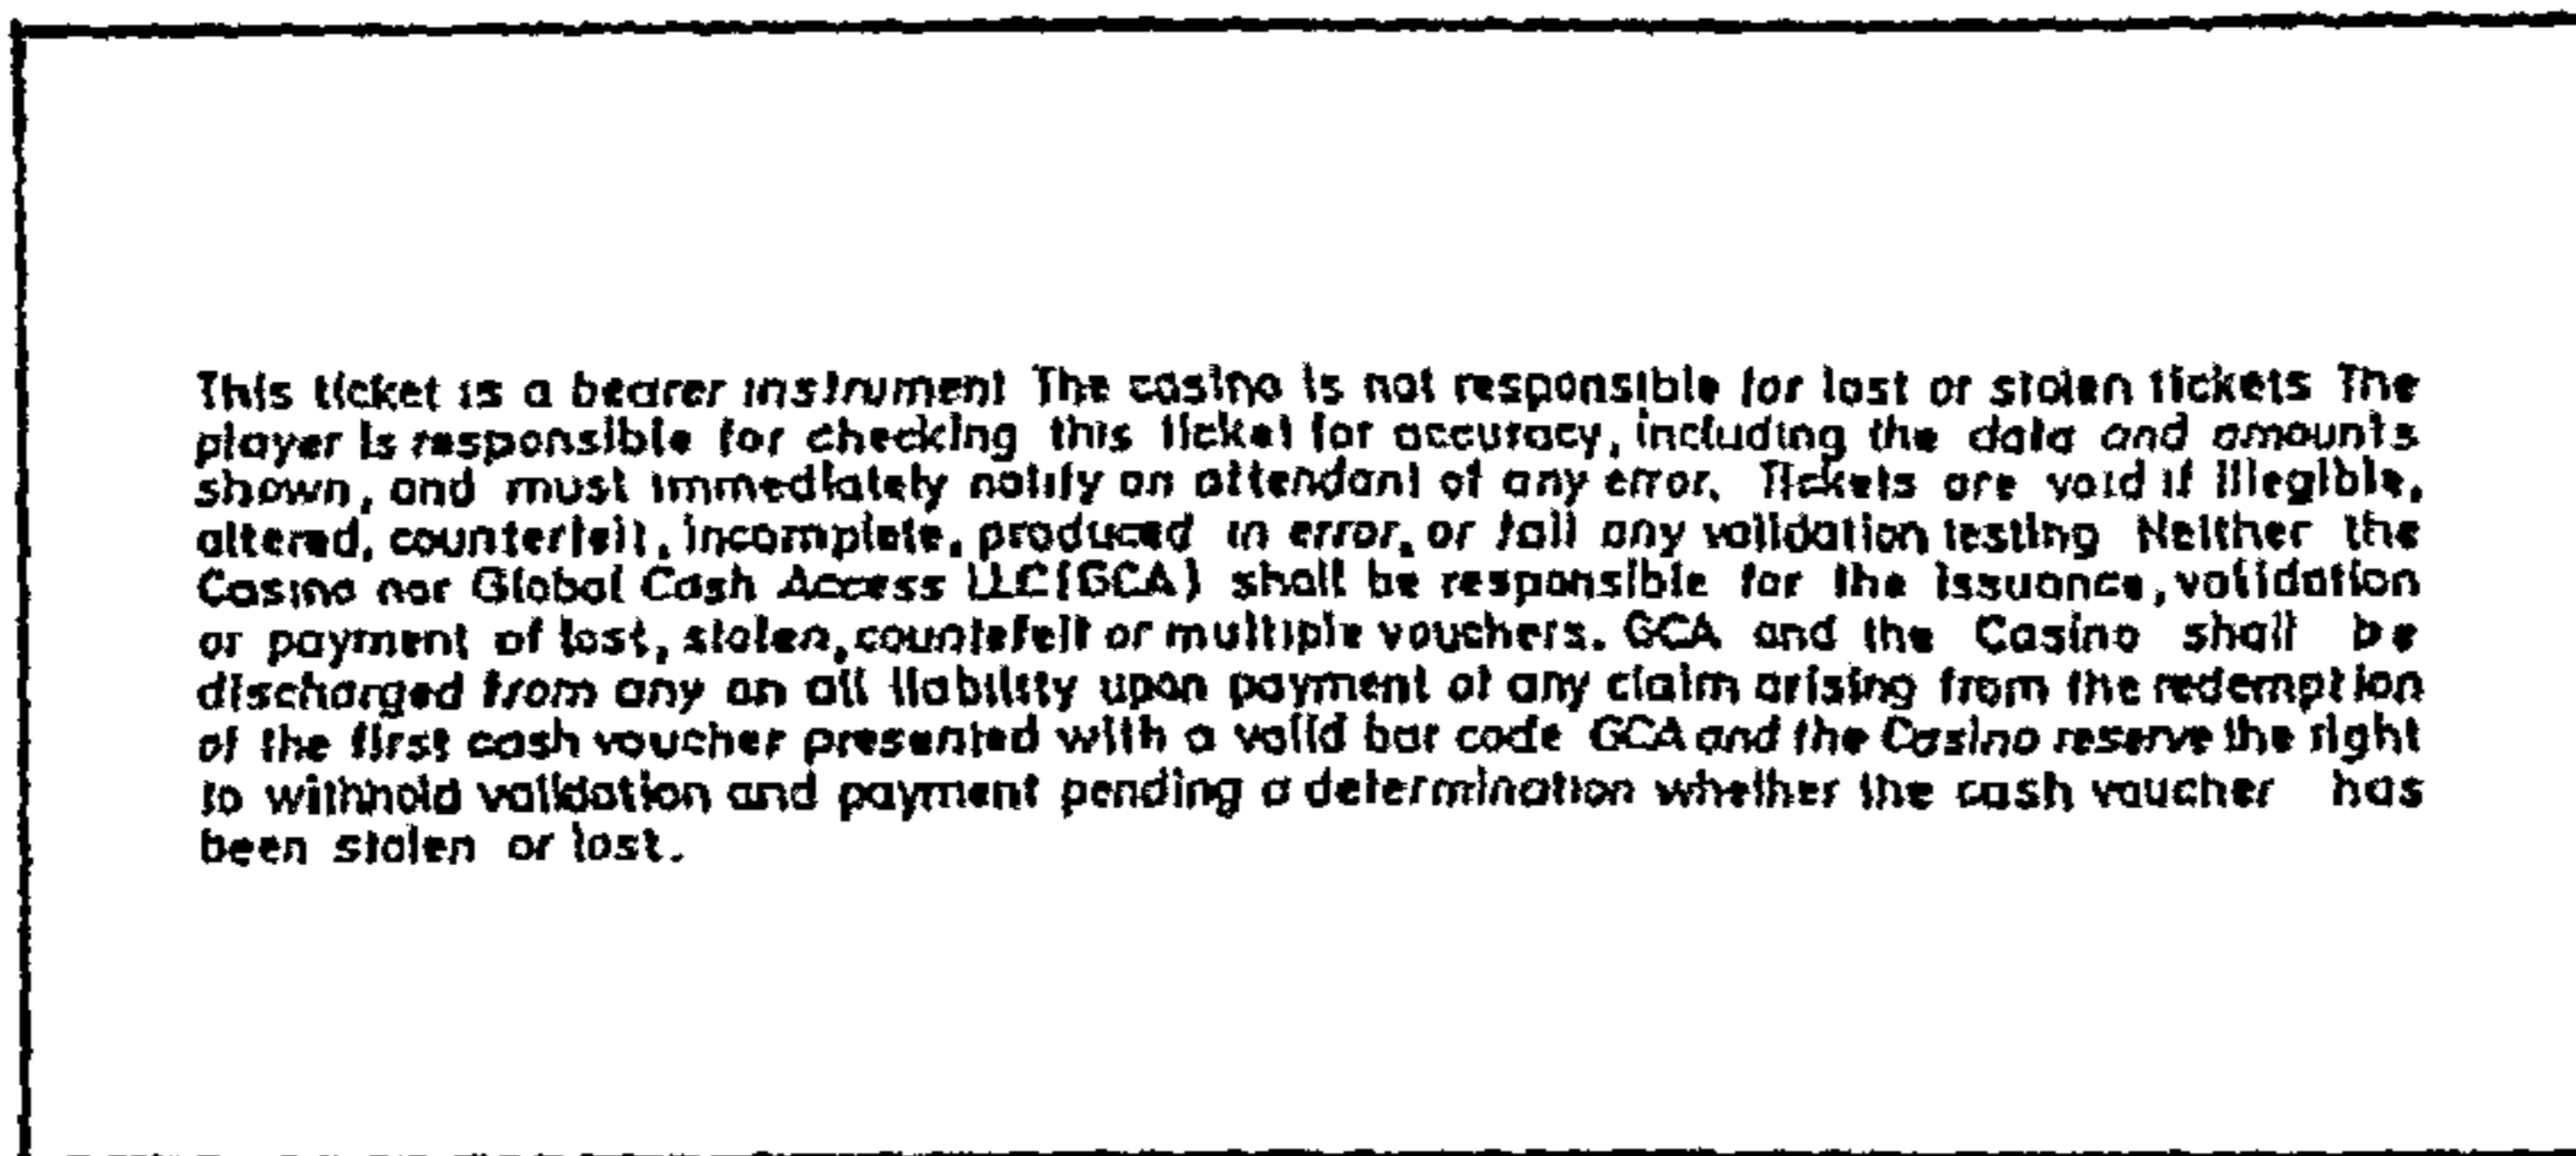 This ticket is a bearer instrument The casino is not responsible for lost or stolen tickets The
player is responsible for checking this ticket for accuracy, including the data and amounts
shown, and must immediately notify an attendant of any error. Tickets are void if illegible,
altered, counterfeit, incomplete, produced in error, or fail any validation testing Neither the
Casino nor Global Cash Access LLC (GCA) shall be responsible for the issuance, validation
or payment of lost, stolen, countefeit or multiple vouchers. GCA and the Casino shall be
discharged from any an all liability upon payment of any claim arising from the redemption
of the first cash voucher presented with a valid bar code GCA and the Casino reserve the right
to withhold validation and payment pending a determination whether the cash voucher has
been stolen or lost.